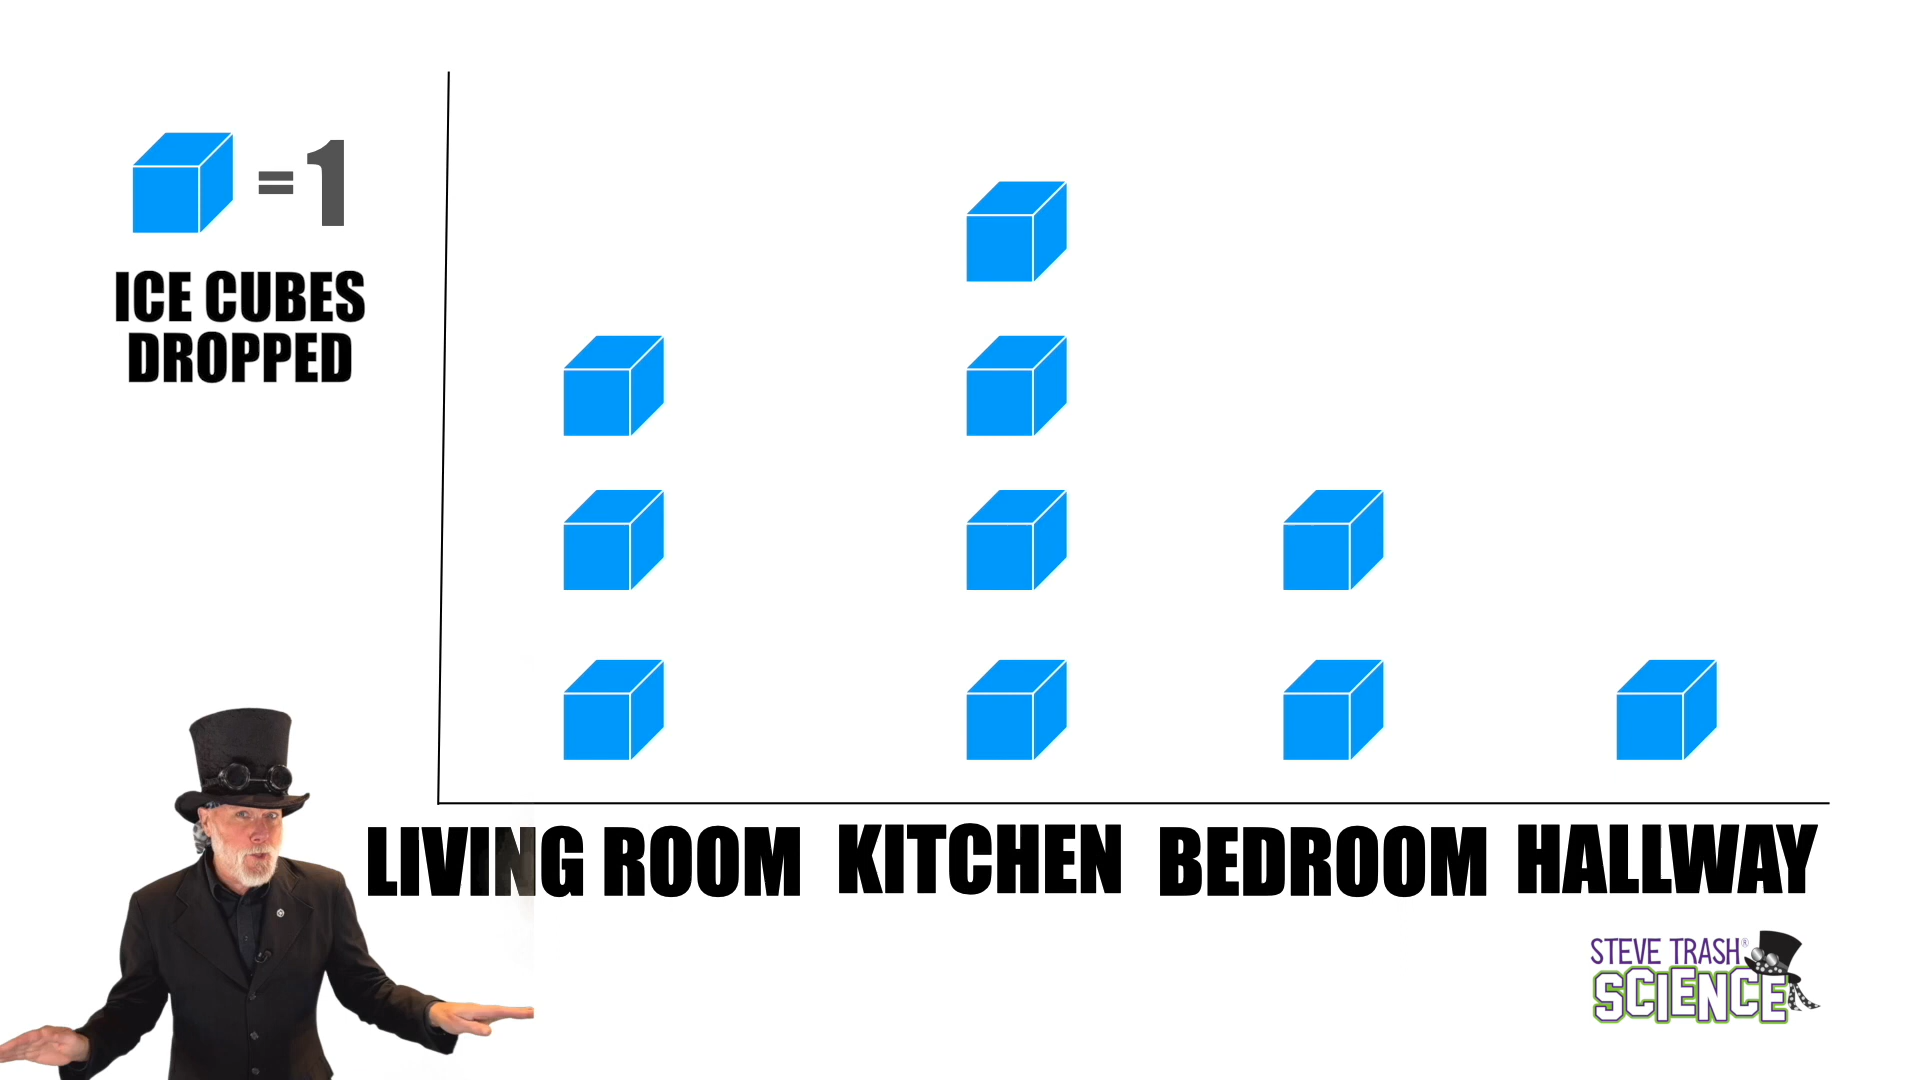 =1
ICE CUBES
DROPPED
LIVING ROOM KITCHEN BEDROOM HALLWAY
STEVE TRASH®
SCIENCE